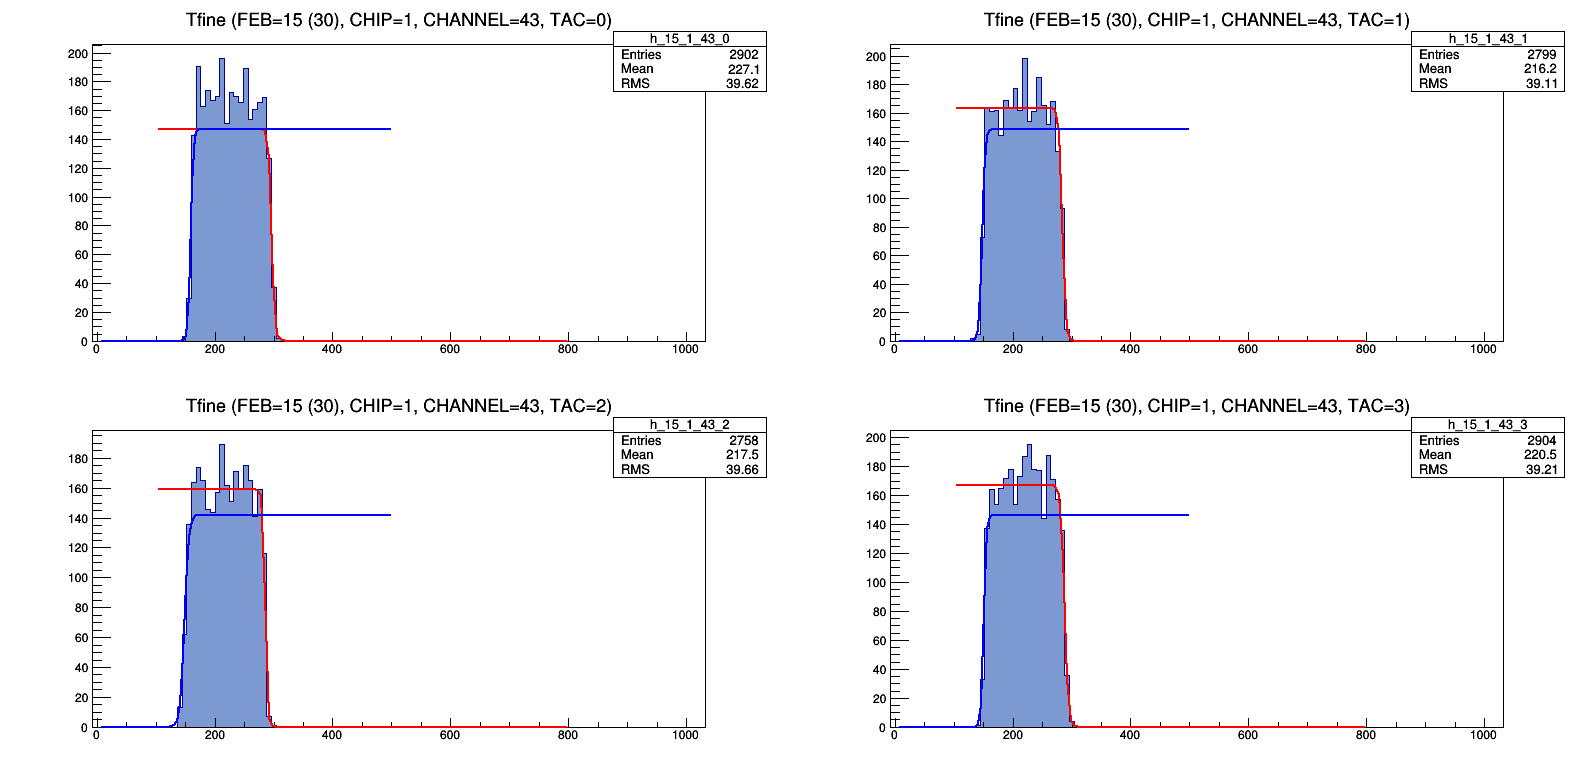 Tfine (FEB=15 (30), CHIP=1, CHANNEL=43, TAC=0)
h_15_1_43_0
Entries 2902
Mean 227.1
RMS 39.62
200
180
160
140
120
100
80
60
40
20
0
0 200 400 600 800 1000
Tfine (FEB=15 (30), CHIP=1, CHANNEL=43, TAC=1)
h_15_1_43_1
Entries 2799
Mean 216.2
RMS 39.11
200
180
160
140
120
100
80
60
40
20
0
0 200 400 600 800 1000
Tfine (FEB=15 (30), CHIP=1, CHANNEL=43, TAC=2)
h_15_1_43_2
Entries 2758
Mean 217.5
RMS 39.66
180
160
140
120
100
80
60
40
20
0
0 200 400 600 800 1000
Tfine (FEB=15 (30), CHIP=1, CHANNEL=43, TAC=3)
h_15_1_43_3
Entries 2904
Mean 220.5
RMS 39.21
200
180
160
140
120
100
80
60
40
20
0
0 200 400 600 800 1000